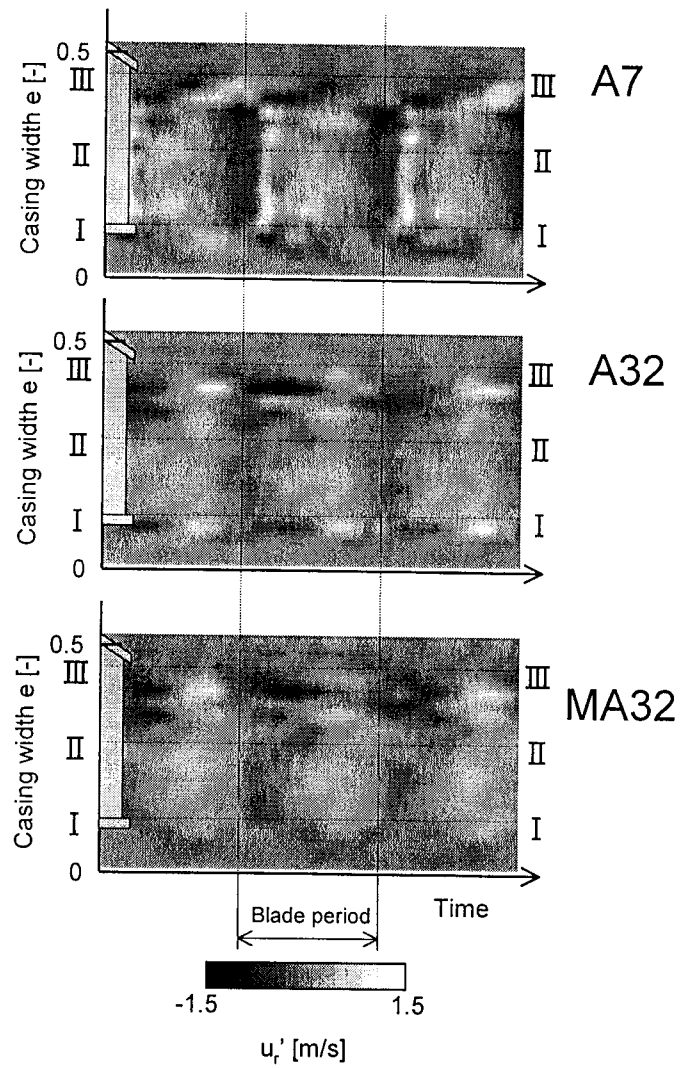 0.5
III
III
A7
Casing width e [-]
II
II
I
I
0
0.5
III
III
A32
Casing width e [-]
II
II
I
I
0
0.5
III
III
MA32
Casing width e [-]
II
II
I
I
0
Blade period
Time
-1.5
1.5
uᵣ' [m/s]